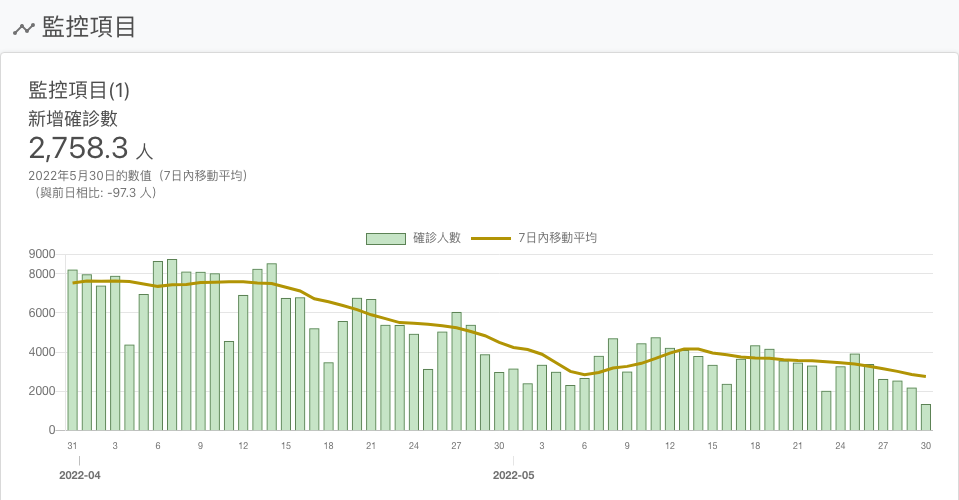 監控項目
監控項目(1)
新增確診數
2,758.3 人
2022年5月30日的數值（7日內移動平均）
（與前日相比: -97.3 人）
確診人數 7日內移動平均
9000
8000
6000
4000
2000
0
31 3 6 9 12 15 18 21 24 27 30 3 6 9 12 15 18 21 24 27 30
2022-04 2022-05